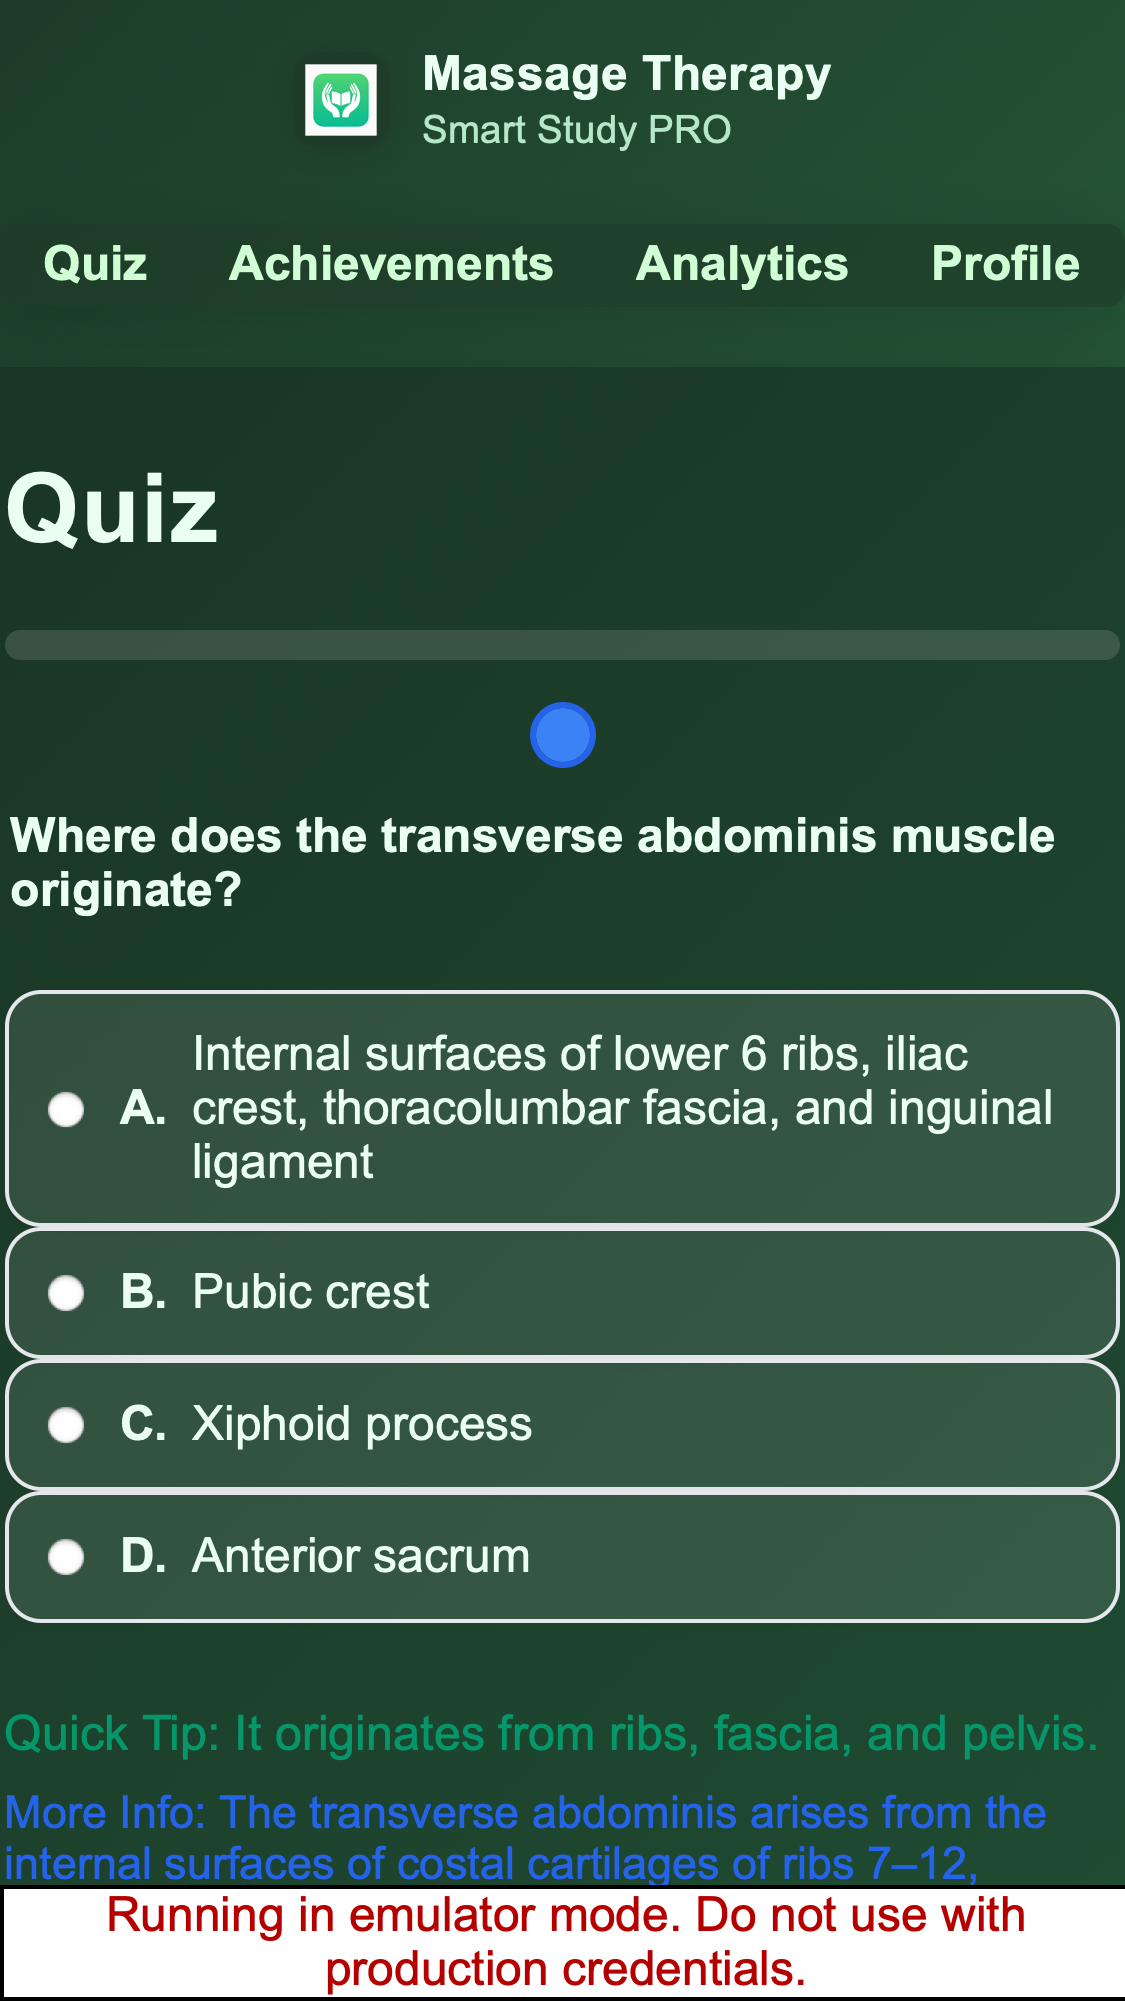 Massage Therapy
Smart Study PRO
Quiz Achievements Analytics Profile
Quiz
Where does the transverse abdominis muscle
originate?
A. Internal surfaces of lower 6 ribs, iliac
crest, thoracolumbar fascia, and inguinal
ligament
B. Pubic crest
C. Xiphoid process
D. Anterior sacrum
Quick Tip: It originates from ribs, fascia, and pelvis.
More Info: The transverse abdominis arises from the
internal surfaces of costal cartilages of ribs 7–12,
Running in emulator mode. Do not use with
production credentials.